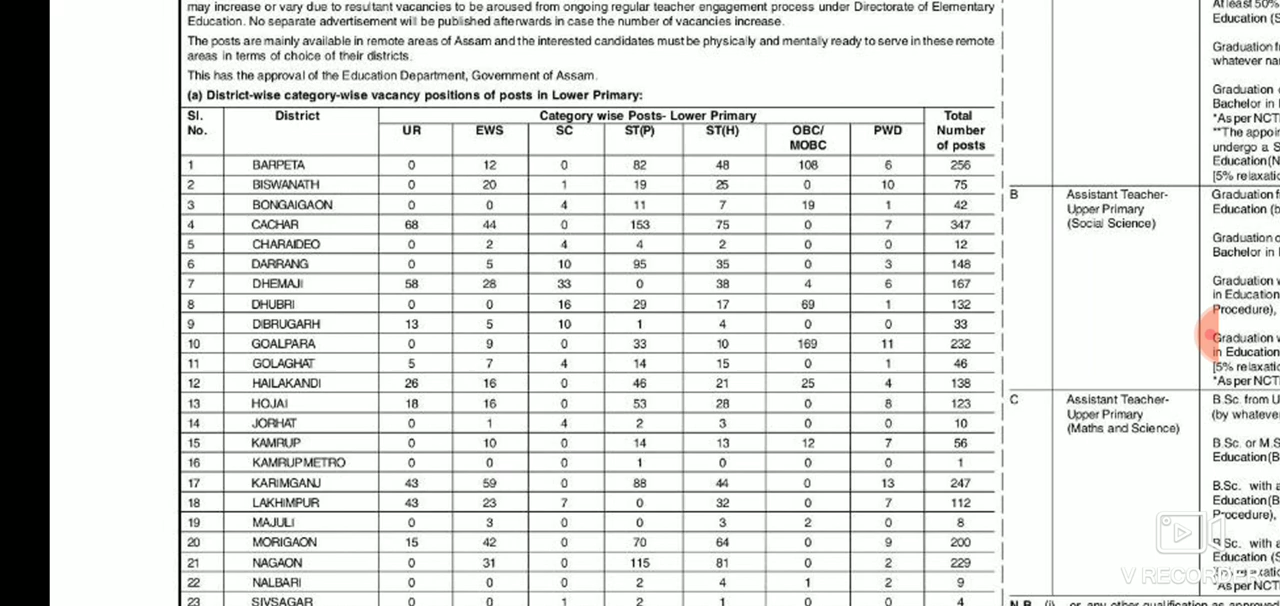 may increase or vary due to resultant vacancies to be aroused from ongoing regular teacher engagement process under Directorate of Elementary
Education. No separate advertisement will be published afterwards in case the number of vacancies increase.
The posts are mainly available in remote areas of Assam and the interested candidates must be physically and mentally ready to serve in these remote
areas in terms of choice of their districts.
This has the approval of the Education Department, Government of Assam.
(a) District-wise category-wise vacancy positions of posts in Lower Primary:
Sl. No. District Category wise Posts- Lower Primary Total Number of posts
UR EWS SC ST(P) ST(H) OBC/MOBC PWD
1 BARPETA 0 12 0 82 48 108 6 256
2 BISWANATH 0 20 1 19 25 0 10 75
3 BONGAIGAON 0 0 4 11 7 19 1 42
4 CACHAR 68 44 0 153 75 0 7 347
5 CHARAIDEO 0 2 4 4 2 0 0 12
6 DARRANG 0 5 10 95 35 0 3 148
7 DHEMAJI 58 28 33 0 38 4 6 167
8 DHUBRI 0 0 16 29 17 69 1 132
9 DIBRUGARH 13 5 10 1 4 0 0 33
10 GOALPARA 0 9 0 33 10 169 11 232
11 GOLAGHAT 5 7 4 14 15 0 1 46
12 HAILAKANDI 26 16 0 46 21 25 4 138
13 HOJAI 18 16 0 53 28 0 8 123
14 JORHAT 0 1 4 2 3 0 0 10
15 KAMRUP 0 10 0 14 13 12 7 56
16 KAMRUP METRO 0 0 0 1 0 0 0 1
17 KARIMGANJ 43 59 0 88 44 0 13 247
18 LAKHIMPUR 43 23 7 0 32 0 7 112
19 MAJULI 0 3 0 0 3 2 0 8
20 MORIGAON 15 42 0 70 64 0 9 200
21 NAGAON 0 31 0 115 81 0 2 229
22 NALBARI 0 0 0 2 4 1 2 9
23 SIVSAGAR 0 0 1 2 1 0 0 4
At least 50%
Education (S
Graduation f
whatever na
Graduation
Bachelor in
*As per NCT
**The appoi
undergo a S
Education(N
[5% relaxati
B Assistant Teacher-
Upper Primary
(Social Science)
Graduation f
Education (b
Graduation o
Bachelor in
Graduation w
in Education
Procedure),
Graduation w
in Education
[5% relaxati
*As per NCT
C Assistant Teacher-
Upper Primary
(Maths and Science)
B.Sc. from U
(by whateve
B.Sc. or M.S
Education(B
B.Sc. with a
Education(B
Procedure),
B.Sc. with a
Education (S
*As per NCT
V RECORDER